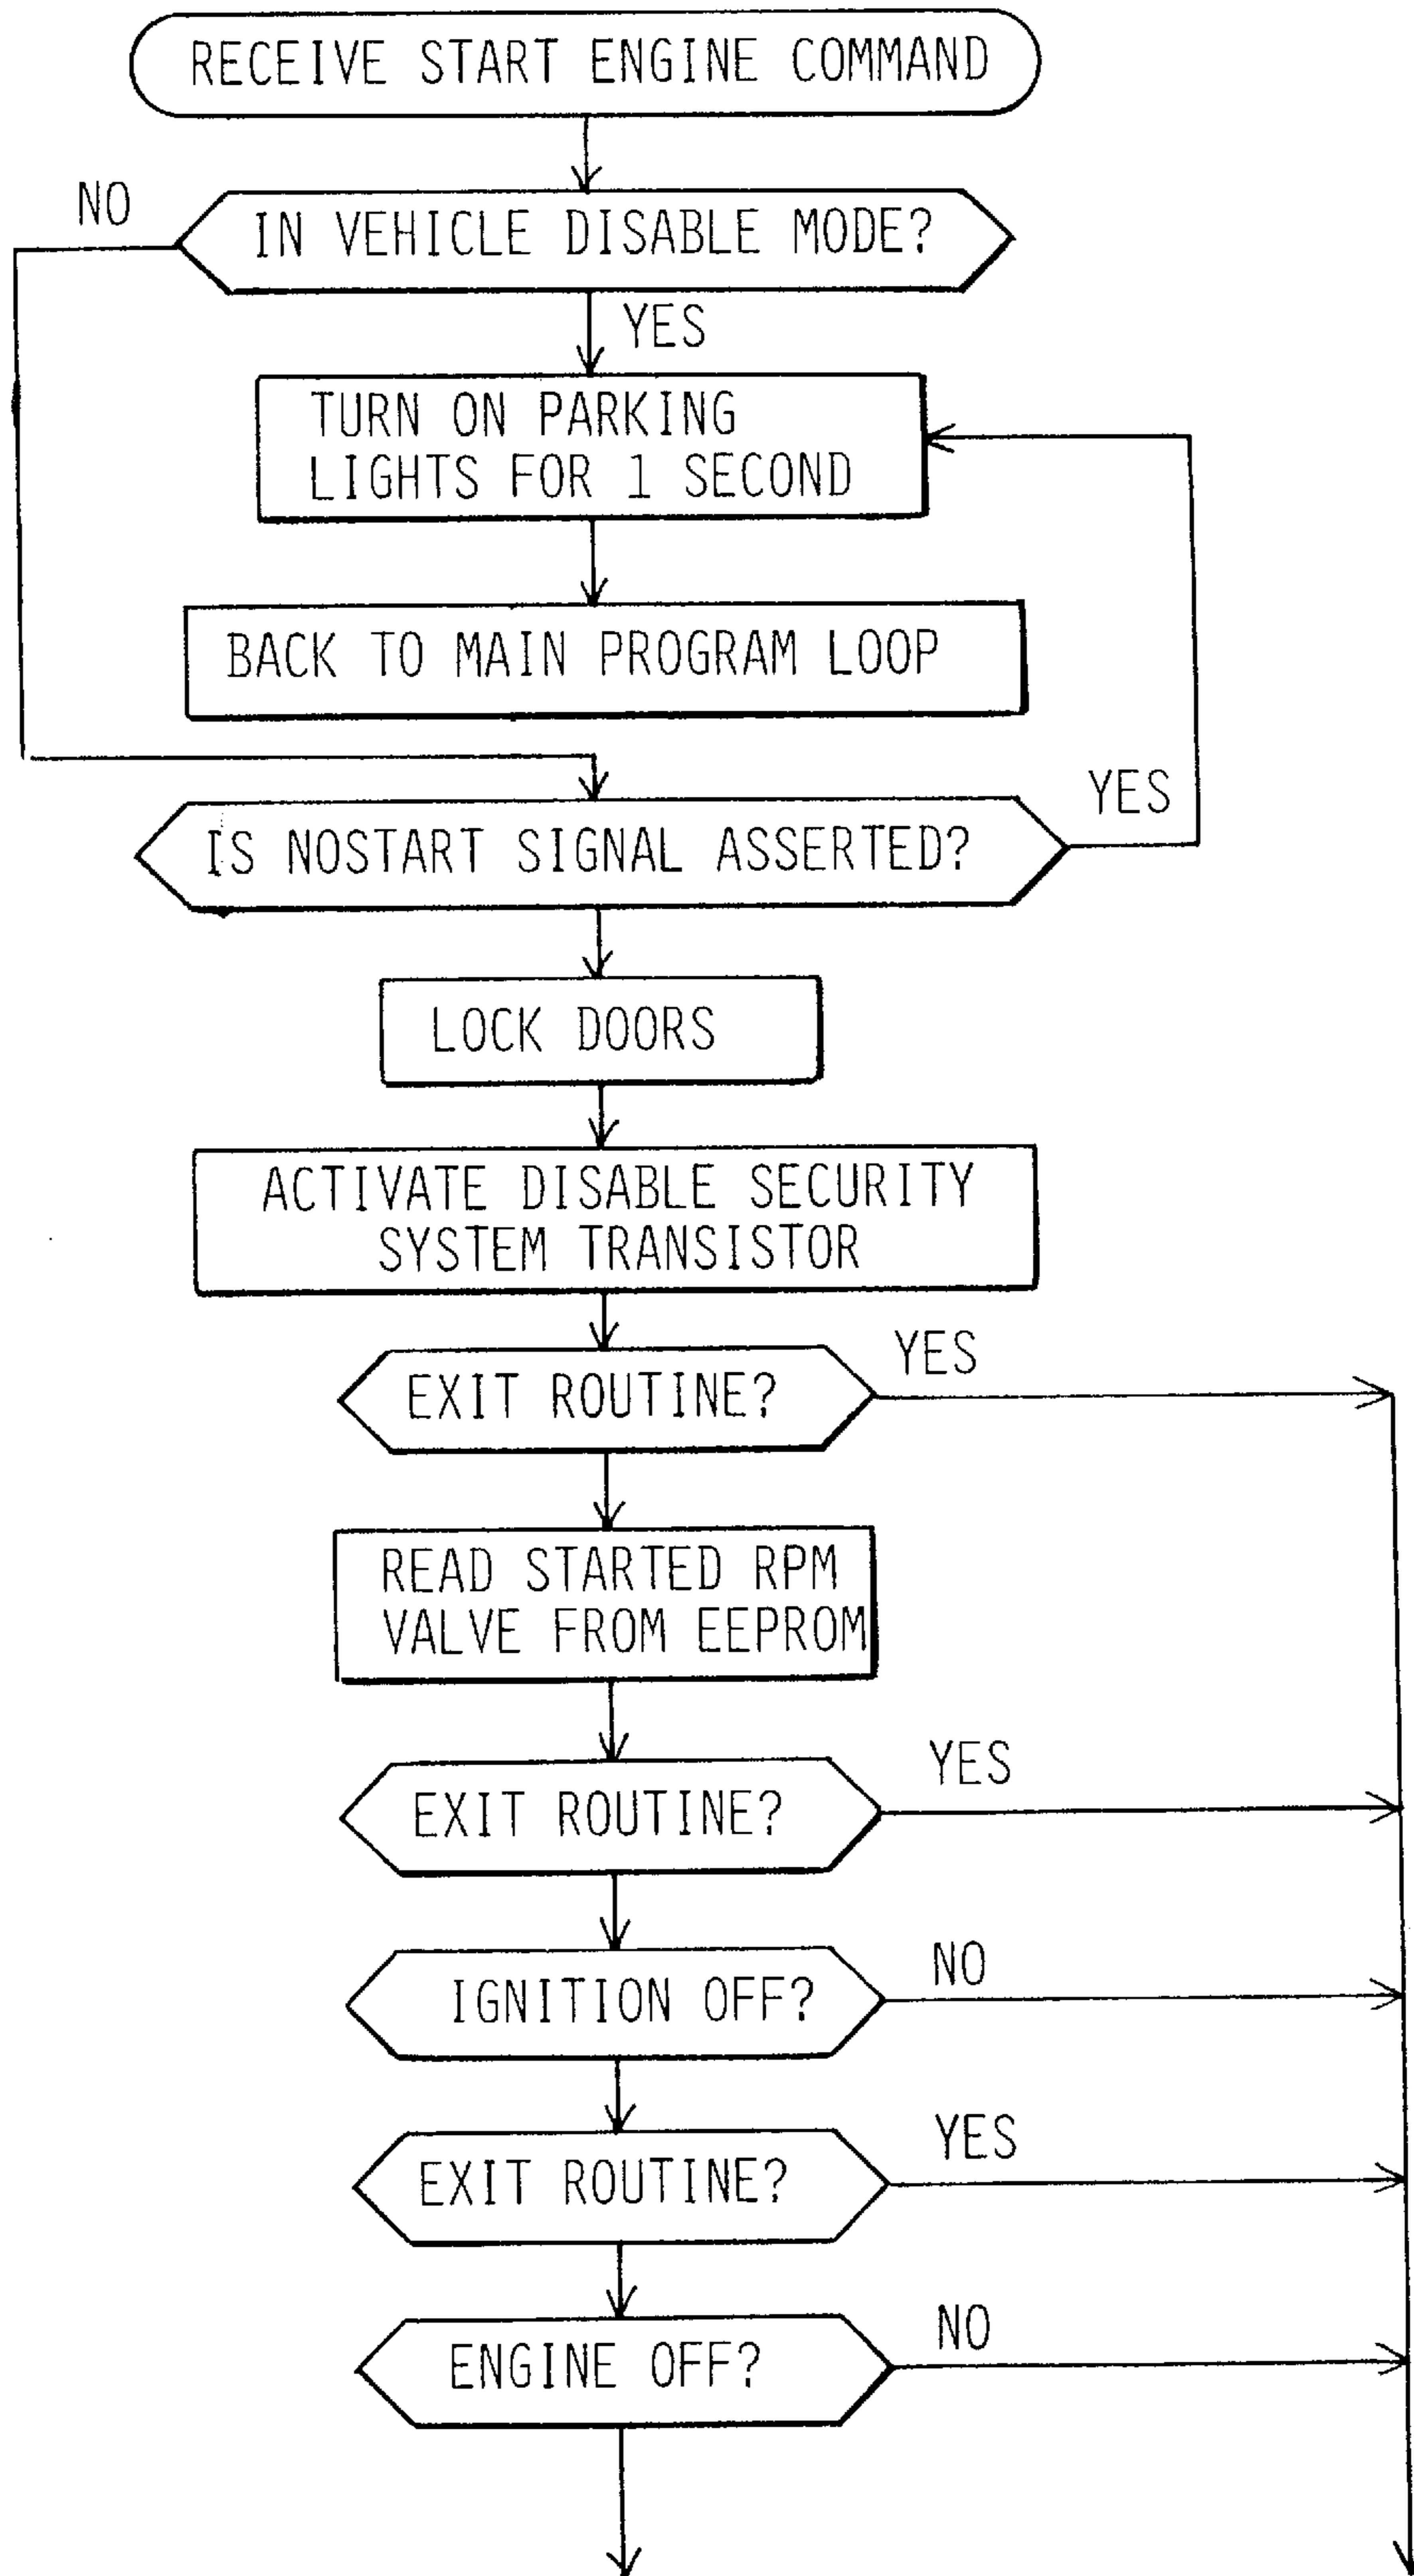 RECEIVE START ENGINE COMMAND
NO
IN VEHICLE DISABLE MODE?
YES
TURN ON PARKING
LIGHTS FOR 1 SECOND
BACK TO MAIN PROGRAM LOOP
YES
IS NOSTART SIGNAL ASSERTED?
LOCK DOORS
ACTIVATE DISABLE SECURITY
SYSTEM TRANSISTOR
YES
EXIT ROUTINE?
READ STARTED RPM
VALVE FROM EEPROM
YES
EXIT ROUTINE?
NO
IGNITION OFF?
YES
EXIT ROUTINE?
NO
ENGINE OFF?